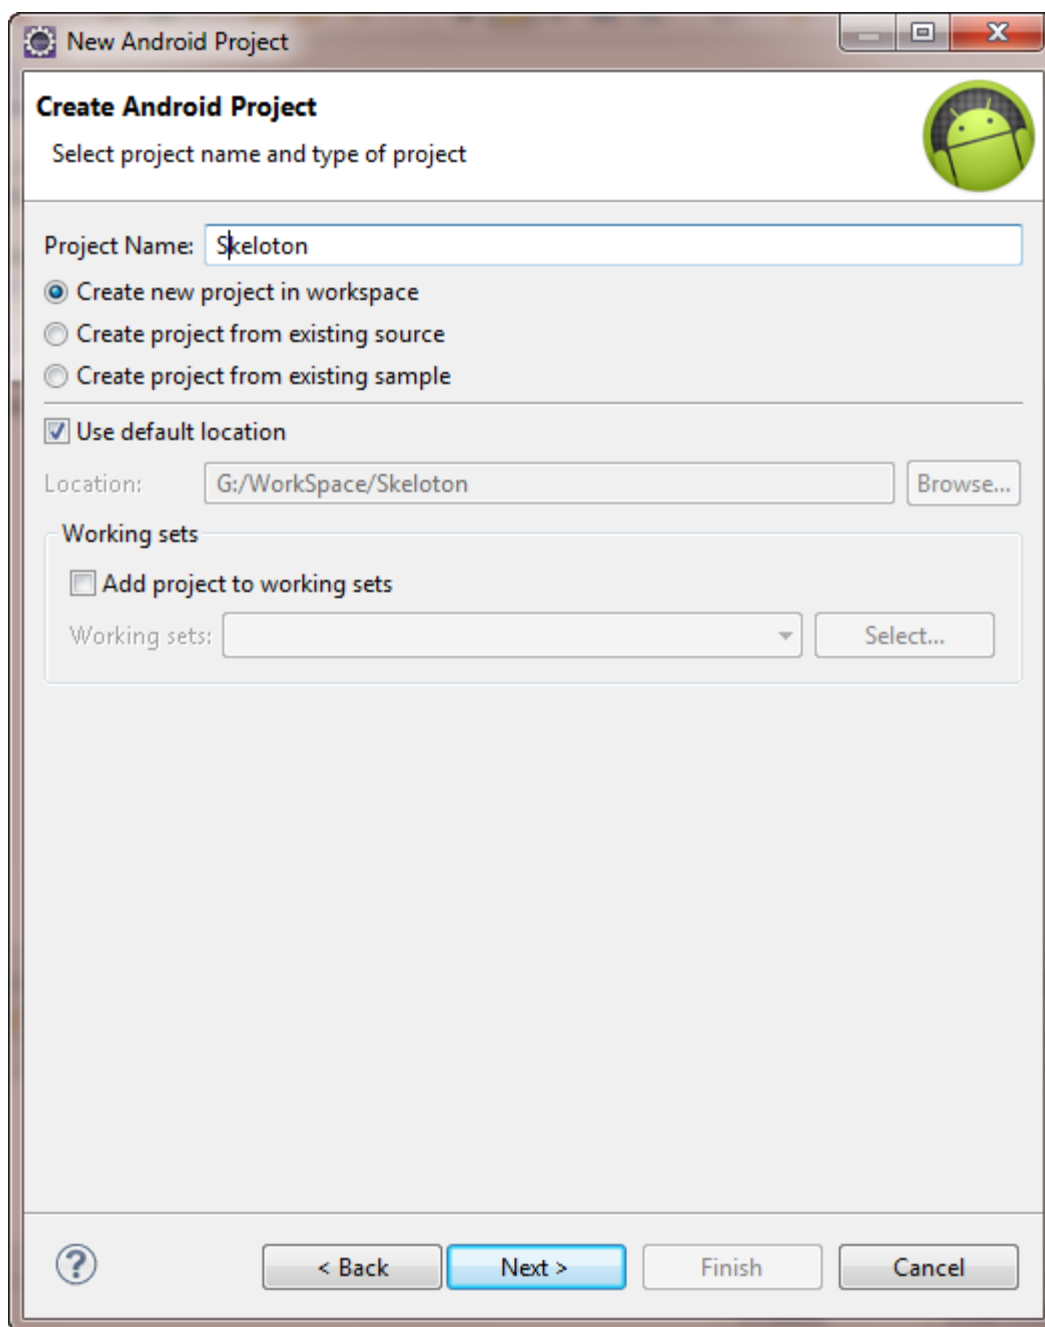 New Android Project
Create Android Project
Select project name and type of project
Project Name: Skeloton
Create new project in workspace
Create project from existing source
Create project from existing sample
Use default location
Location: G:/WorkSpace/Skeloton Browse...
Working sets
Add project to working sets
Working sets: Select...
? < Back Next > Finish Cancel